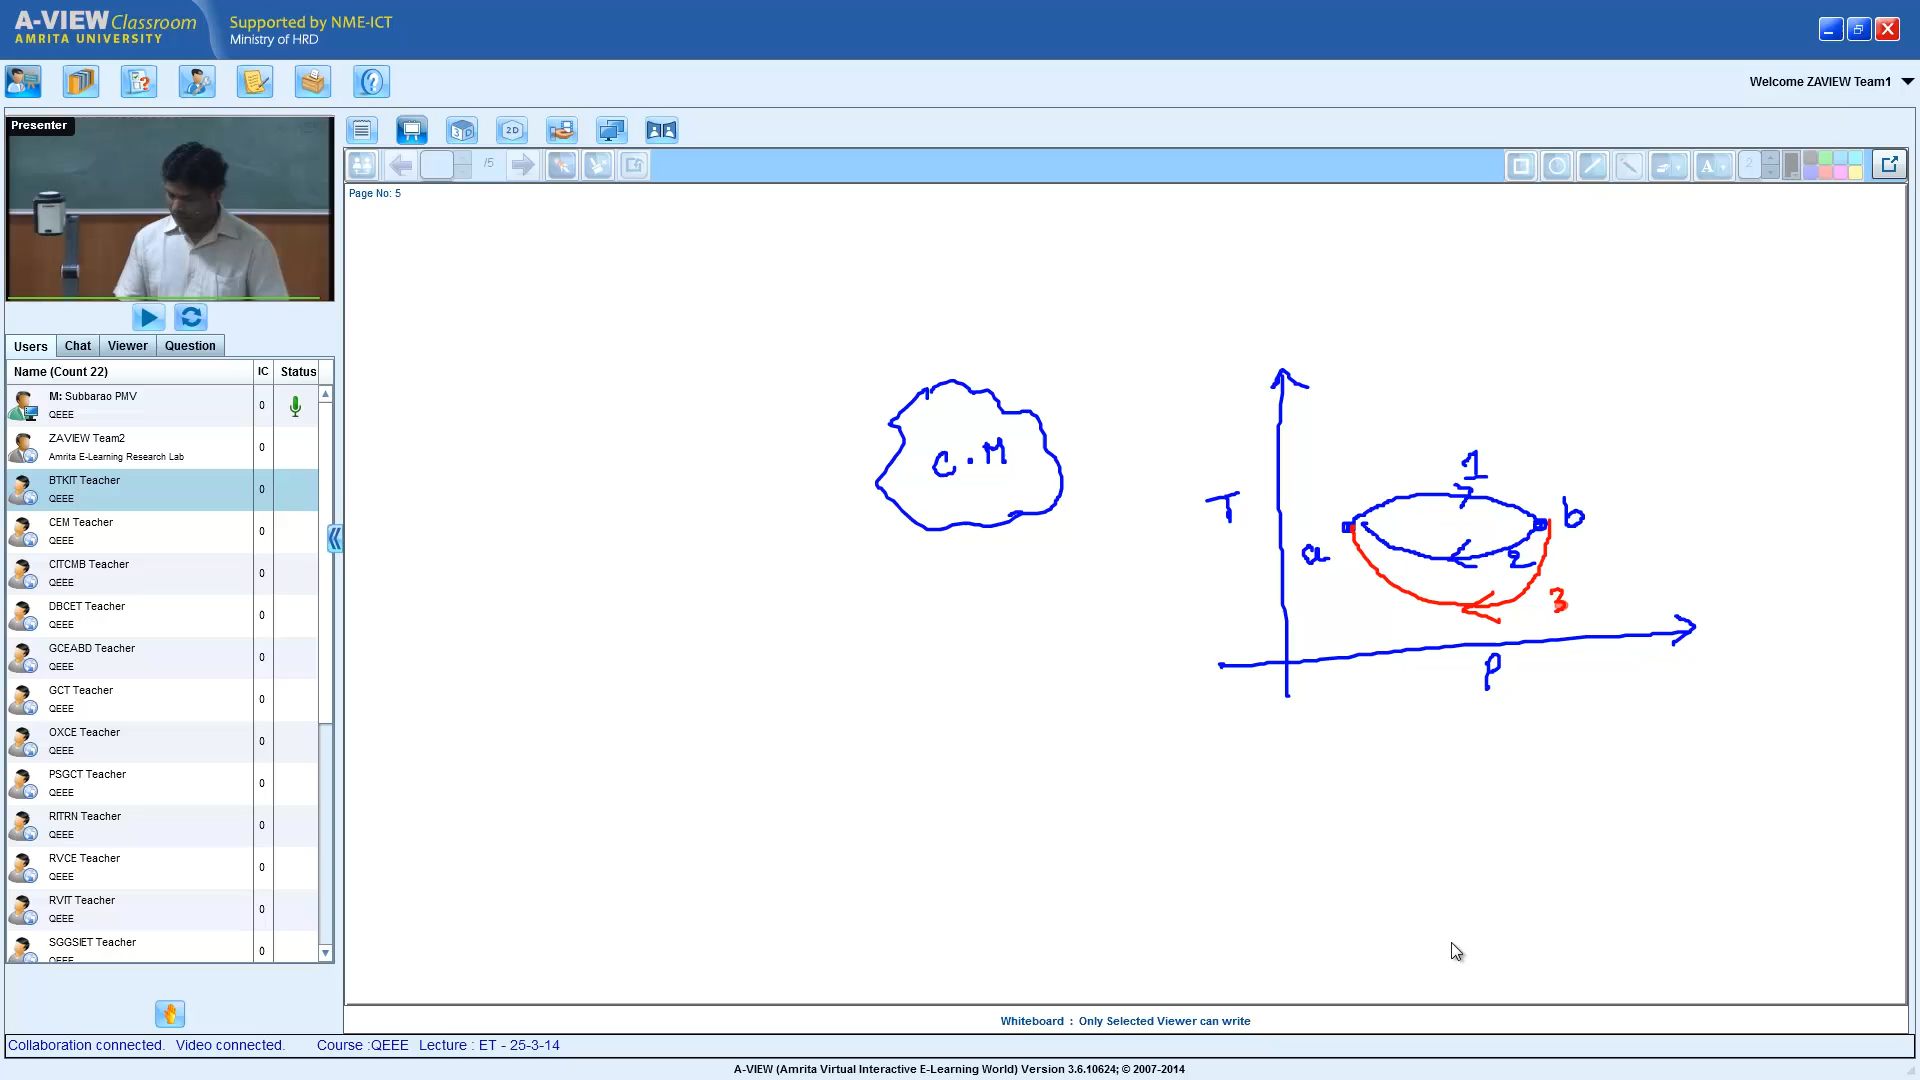 A-VIEW Classroom
AMRITA UNIVERSITY
Supported by NME-ICT
Ministry of HRD
Welcome ZAVIEW Team1
Presenter
3D
2D
/5
A
2
Page No: 5
Users
Chat
Viewer
Question
Name (Count 22)
IC
Status
M: Subbarao PMV
QEEE
0
ZAVIEW Team2
Amrita E-Learning Research Lab
0
BTKIT Teacher
QEEE
0
CEM Teacher
QEEE
0
CITCMB Teacher
QEEE
0
DBCET Teacher
QEEE
0
GCEABD Teacher
QEEE
0
GCT Teacher
QEEE
0
OXCE Teacher
QEEE
0
PSGCT Teacher
QEEE
0
RITRN Teacher
QEEE
0
RVCE Teacher
QEEE
0
RVIT Teacher
QEEE
0
SGGSIET Teacher
QEEE
0
C.M
T
1
b
a
2
3
P
Whiteboard : Only Selected Viewer can write
Collaboration connected. Video connected. Course :QEEE Lecture : ET - 25-3-14
A-VIEW (Amrita Virtual Interactive E-Learning World) Version 3.6.10624; © 2007-2014